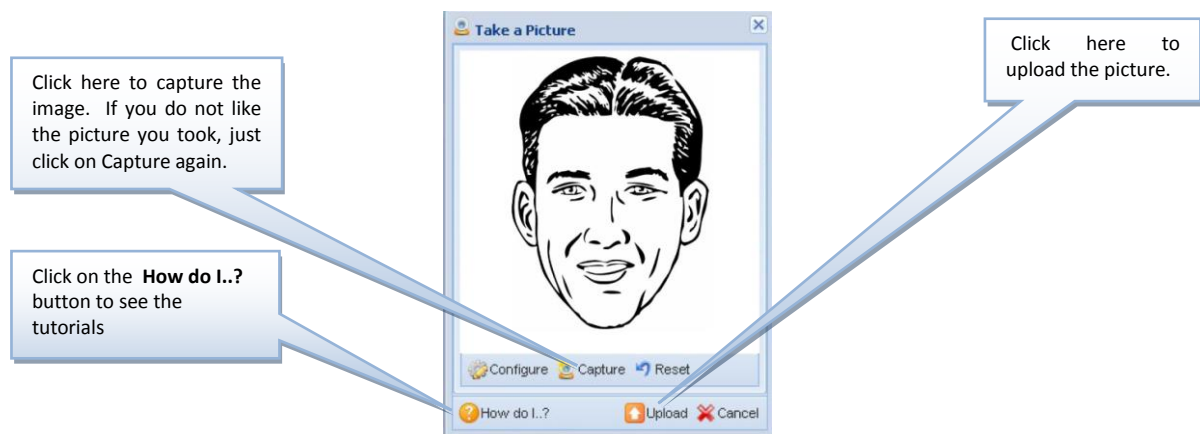 Take a Picture
Click here to capture the
image. If you do not like
the picture you took, just
click on Capture again.
Click here to
upload the picture.
Click on the How do I..?
button to see the
tutorials
Configure Capture Reset
How do I..? Upload Cancel